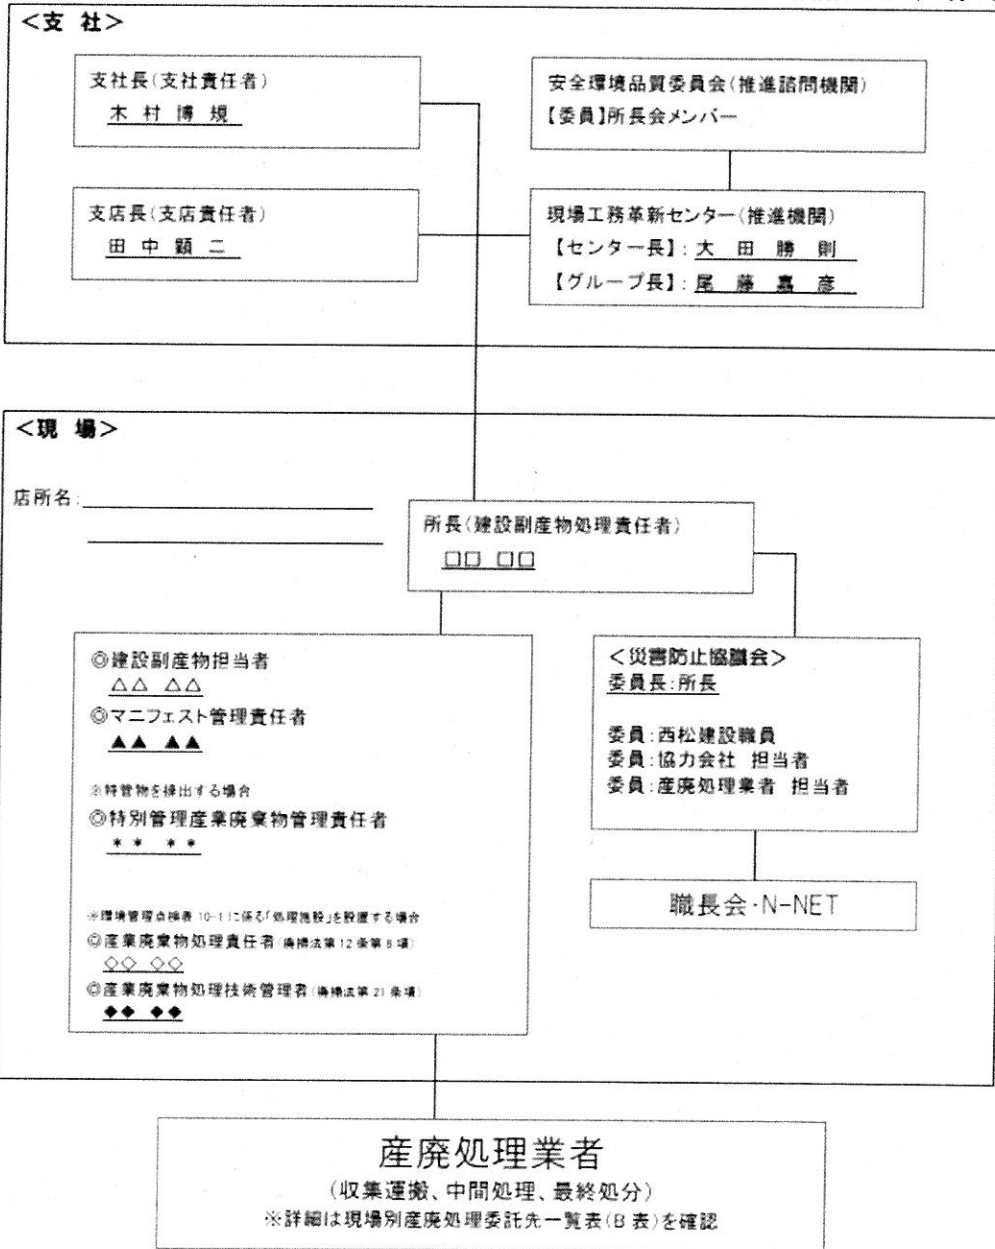 ＜支 社＞
支社長(支社責任者)
木 村 博 規
安全環境品質委員会(推進諮問機関)
【委員】所長会メンバー
支店長(支店責任者)
田 中 顕 二
現場工務革新センター(推進機関)
【センター長】: 大 田 勝 則
【グループ長】: 尾 藤 嘉 彦
＜現 場＞
店所名:
所長(建設副産物処理責任者)
□□ □□
◎建設副産物担当者
△△ △△
◎マニフェスト管理責任者
▲▲ ▲▲
※特管物を排出する場合
◎特別管理産業廃棄物管理責任者
＊＊ ＊＊
※環境管理点検表 10-1に係る「処理施設」を設置する場合
◎産業廃棄物処理責任者(廃掃法第12条第8項)
◇◇ ◇◇
◎産業廃棄物処理技術管理者(廃掃法第21条項)
◆◆ ◆◆
＜災害防止協議会＞
委員長:所長
委員:西松建設職員
委員:協力会社 担当者
委員:産廃処理業者 担当者
職長会・N-NET
産廃処理業者
(収集運搬、中間処理、最終処分)
※詳細は現場別産廃処理委託先一覧表(B表)を確認